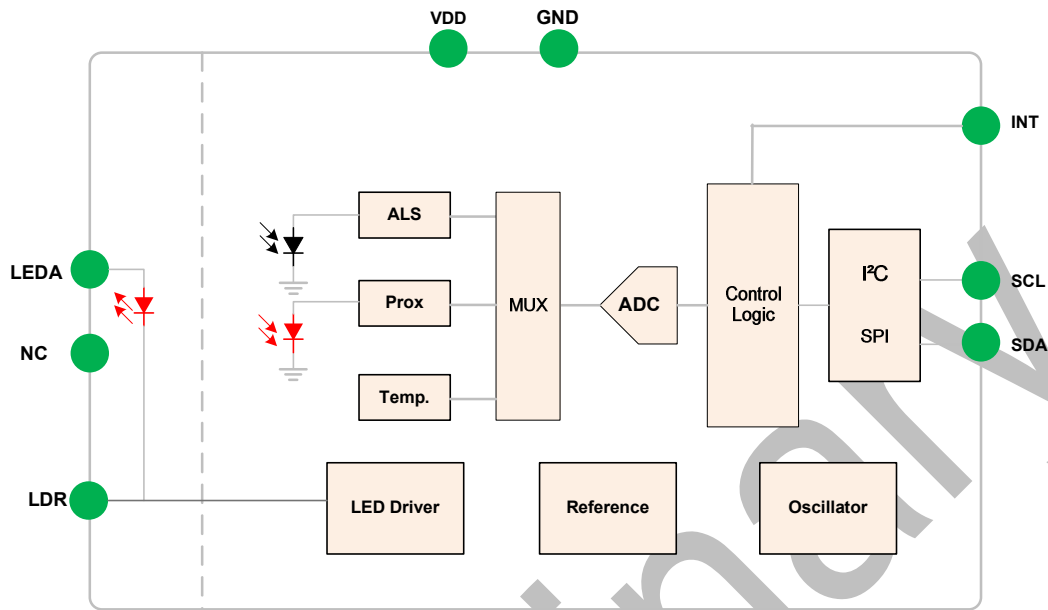 VDD
GND
INT
ALS
LEDA
I²C
SCL
Prox
MUX
ADC
Control
Logic
NC
SPI
SDA
Temp.
LDR
LED Driver
Reference
Oscillator
inary